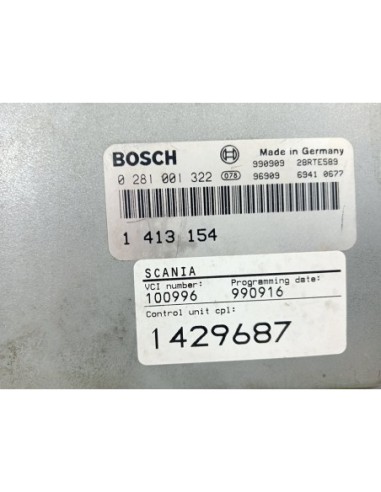 BOSCH Made in Germany
990909 28RTE5B9
0 281 001 322 078 96909 6941 0677
1 413 154
SCANIA
VCI number: Programming date:
100996 990916
Control unit cpl:
1429687